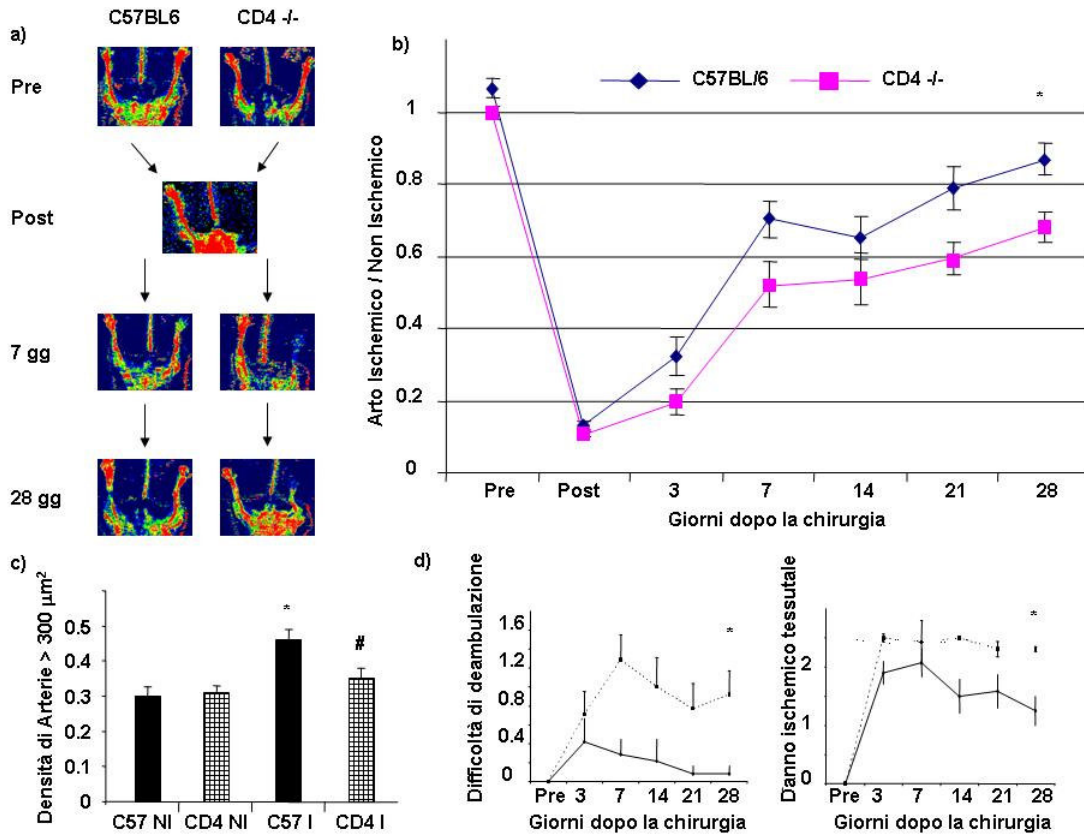 a)
C57BL6 CD4 -/-
Pre
Post
7 gg
28 gg
b)
C57BL/6 CD4 -/-
*
Arto Ischemico / Non Ischemico
1
0.8
0.6
0.4
0.2
0
Pre Post 3 7 14 21 28
Giorni dopo la chirurgia
c)
Densità di Arterie > 300 µm²
0.5
0.4
0.3
0.2
0.1
0
*
#
C57 NI CD4 NI C57 I CD4 I
d)
Difficoltà di deambulazione
1.6
1.2
0.8
0.4
0
*
Pre 3 7 14 21 28
Giorni dopo la chirurgia
Danno ischemico tessutale
2
1
0
*
Pre 3 7 14 21 28
Giorni dopo la chirurgia